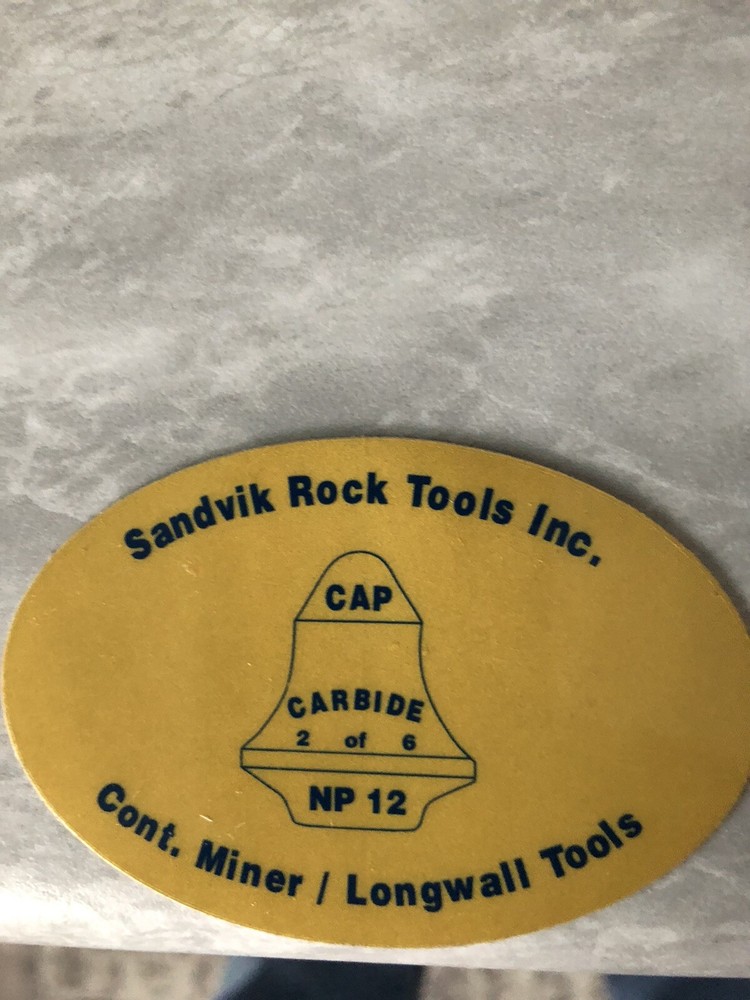 Sandvik Rock Tools Inc.
CAP
CARBIDE
2 of 6
NP 12
Cont. Miner / Longwall Tools